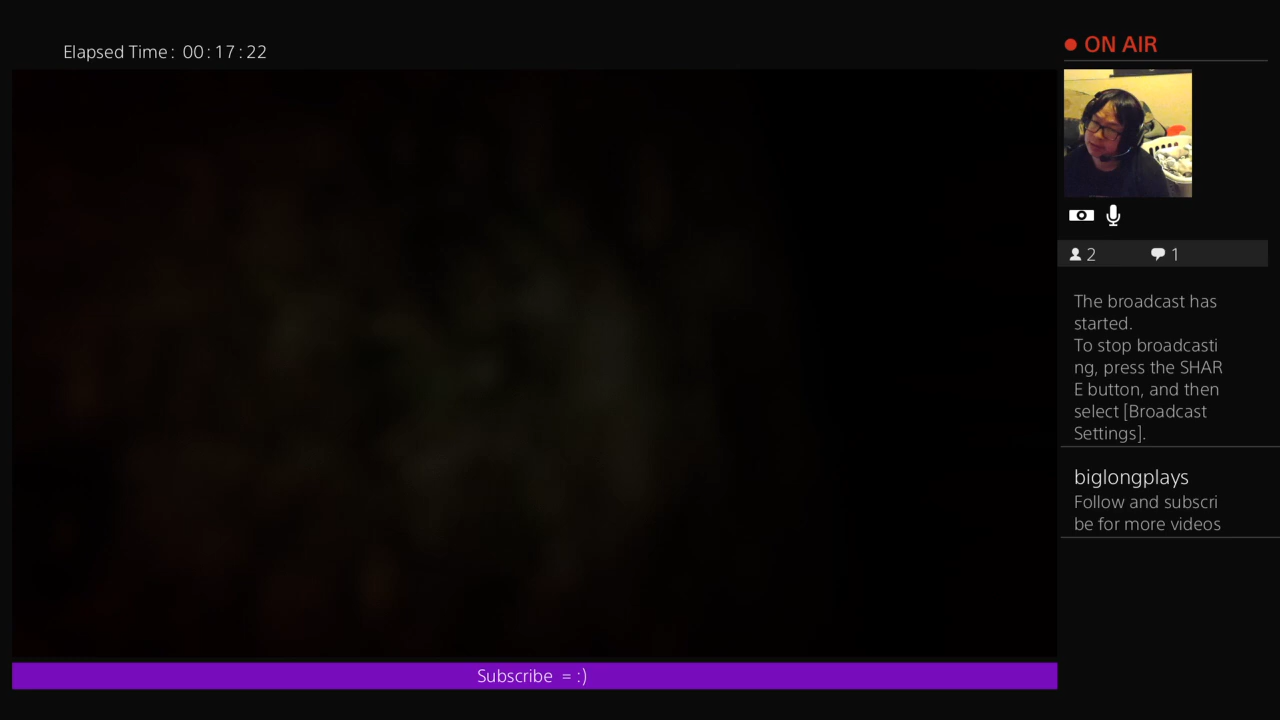 Elapsed Time: 00:17:22
ON AIR
2
1
The broadcast has
started.
To stop broadcasti
ng, press the SHAR
E button, and then
select [Broadcast
Settings].
biglongplays
Follow and subscri
be for more videos
Subscribe = :)